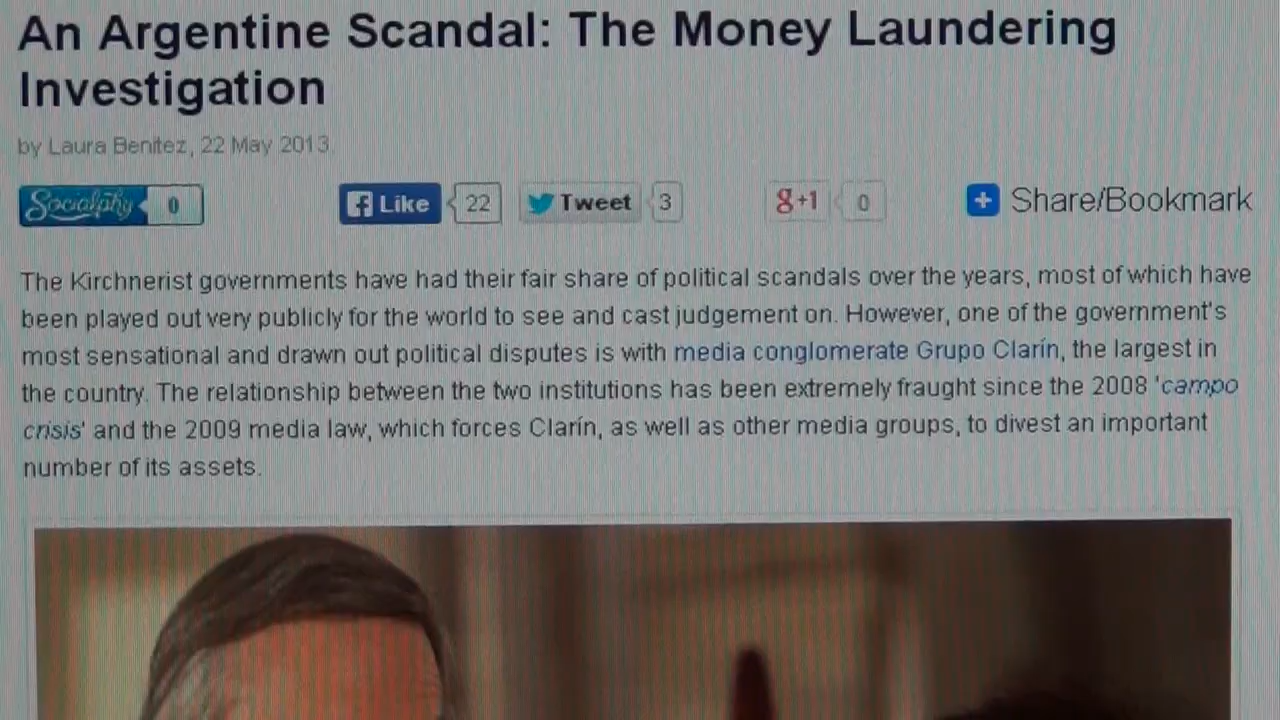 An Argentine Scandal: The Money Laundering
Investigation
by Laura Benitez, 22 May 2013.
Socialphy 0 Like 22 Tweet 3 g+1 0 Share/Bookmark
The Kirchnerist governments have had their fair share of political scandals over the years, most of which have
been played out very publicly for the world to see and cast judgement on. However, one of the government's
most sensational and drawn out political disputes is with media conglomerate Grupo Clarín, the largest in
the country. The relationship between the two institutions has been extremely fraught since the 2008 'campo
crisis' and the 2009 media law, which forces Clarín, as well as other media groups, to divest an important
number of its assets.